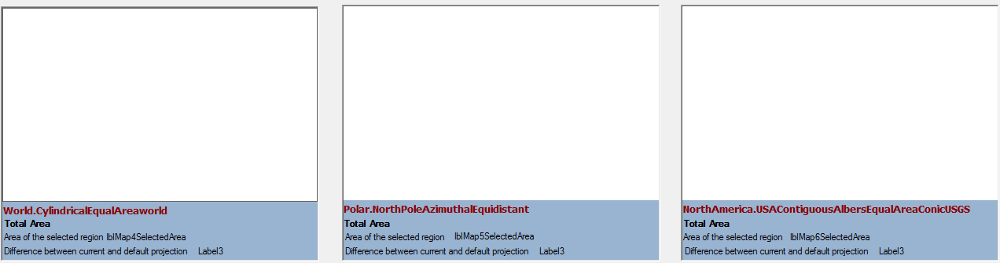 World.CylindricalEqualAreaworld
Total Area
Area of the selected region lblMap4SelectedArea
Difference between current and default projection Label3
Polar.NorthPoleAzimuthalEquidistant
Total Area
Area of the selected region lblMap5SelectedArea
Difference between current and default projection Label3
NorthAmerica.USAContiguousAlbersEqualAreaConicUSGS
Total Area
Area of the selected region lblMap6SelectedArea
Difference between current and default projection Label3